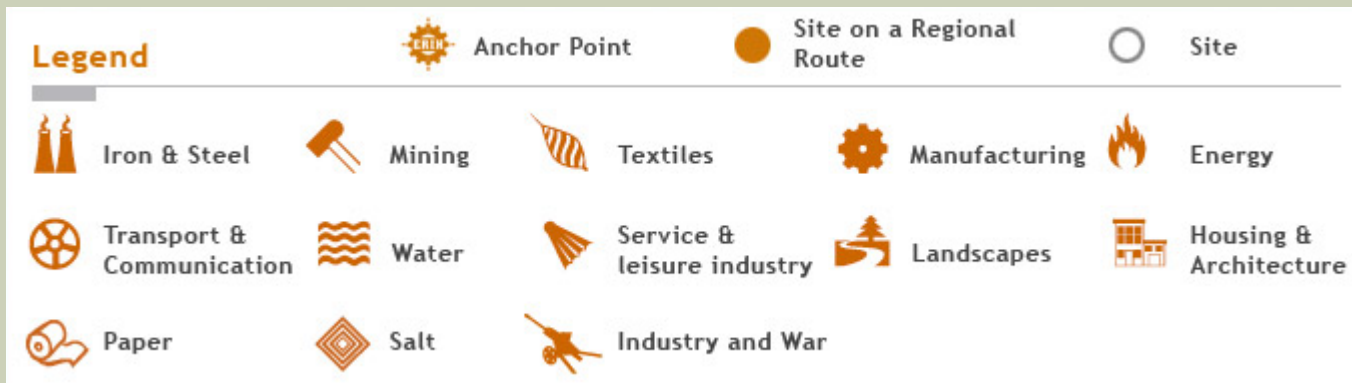 Legend
ERIH
Anchor Point
Site on a Regional
Route
Site
Iron & Steel
Mining
Textiles
Manufacturing
Energy
Transport &
Communication
Water
Service &
leisure industry
Landscapes
Housing &
Architecture
Paper
Salt
Industry and War